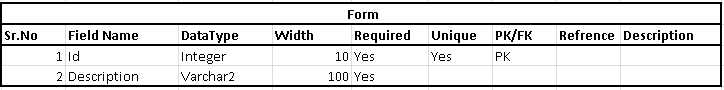 Form
Sr.No Field Name DataType Width Required Unique PK/FK Refrence Description
1 Id Integer 10 Yes Yes PK
2 Description Varchar2 100 Yes